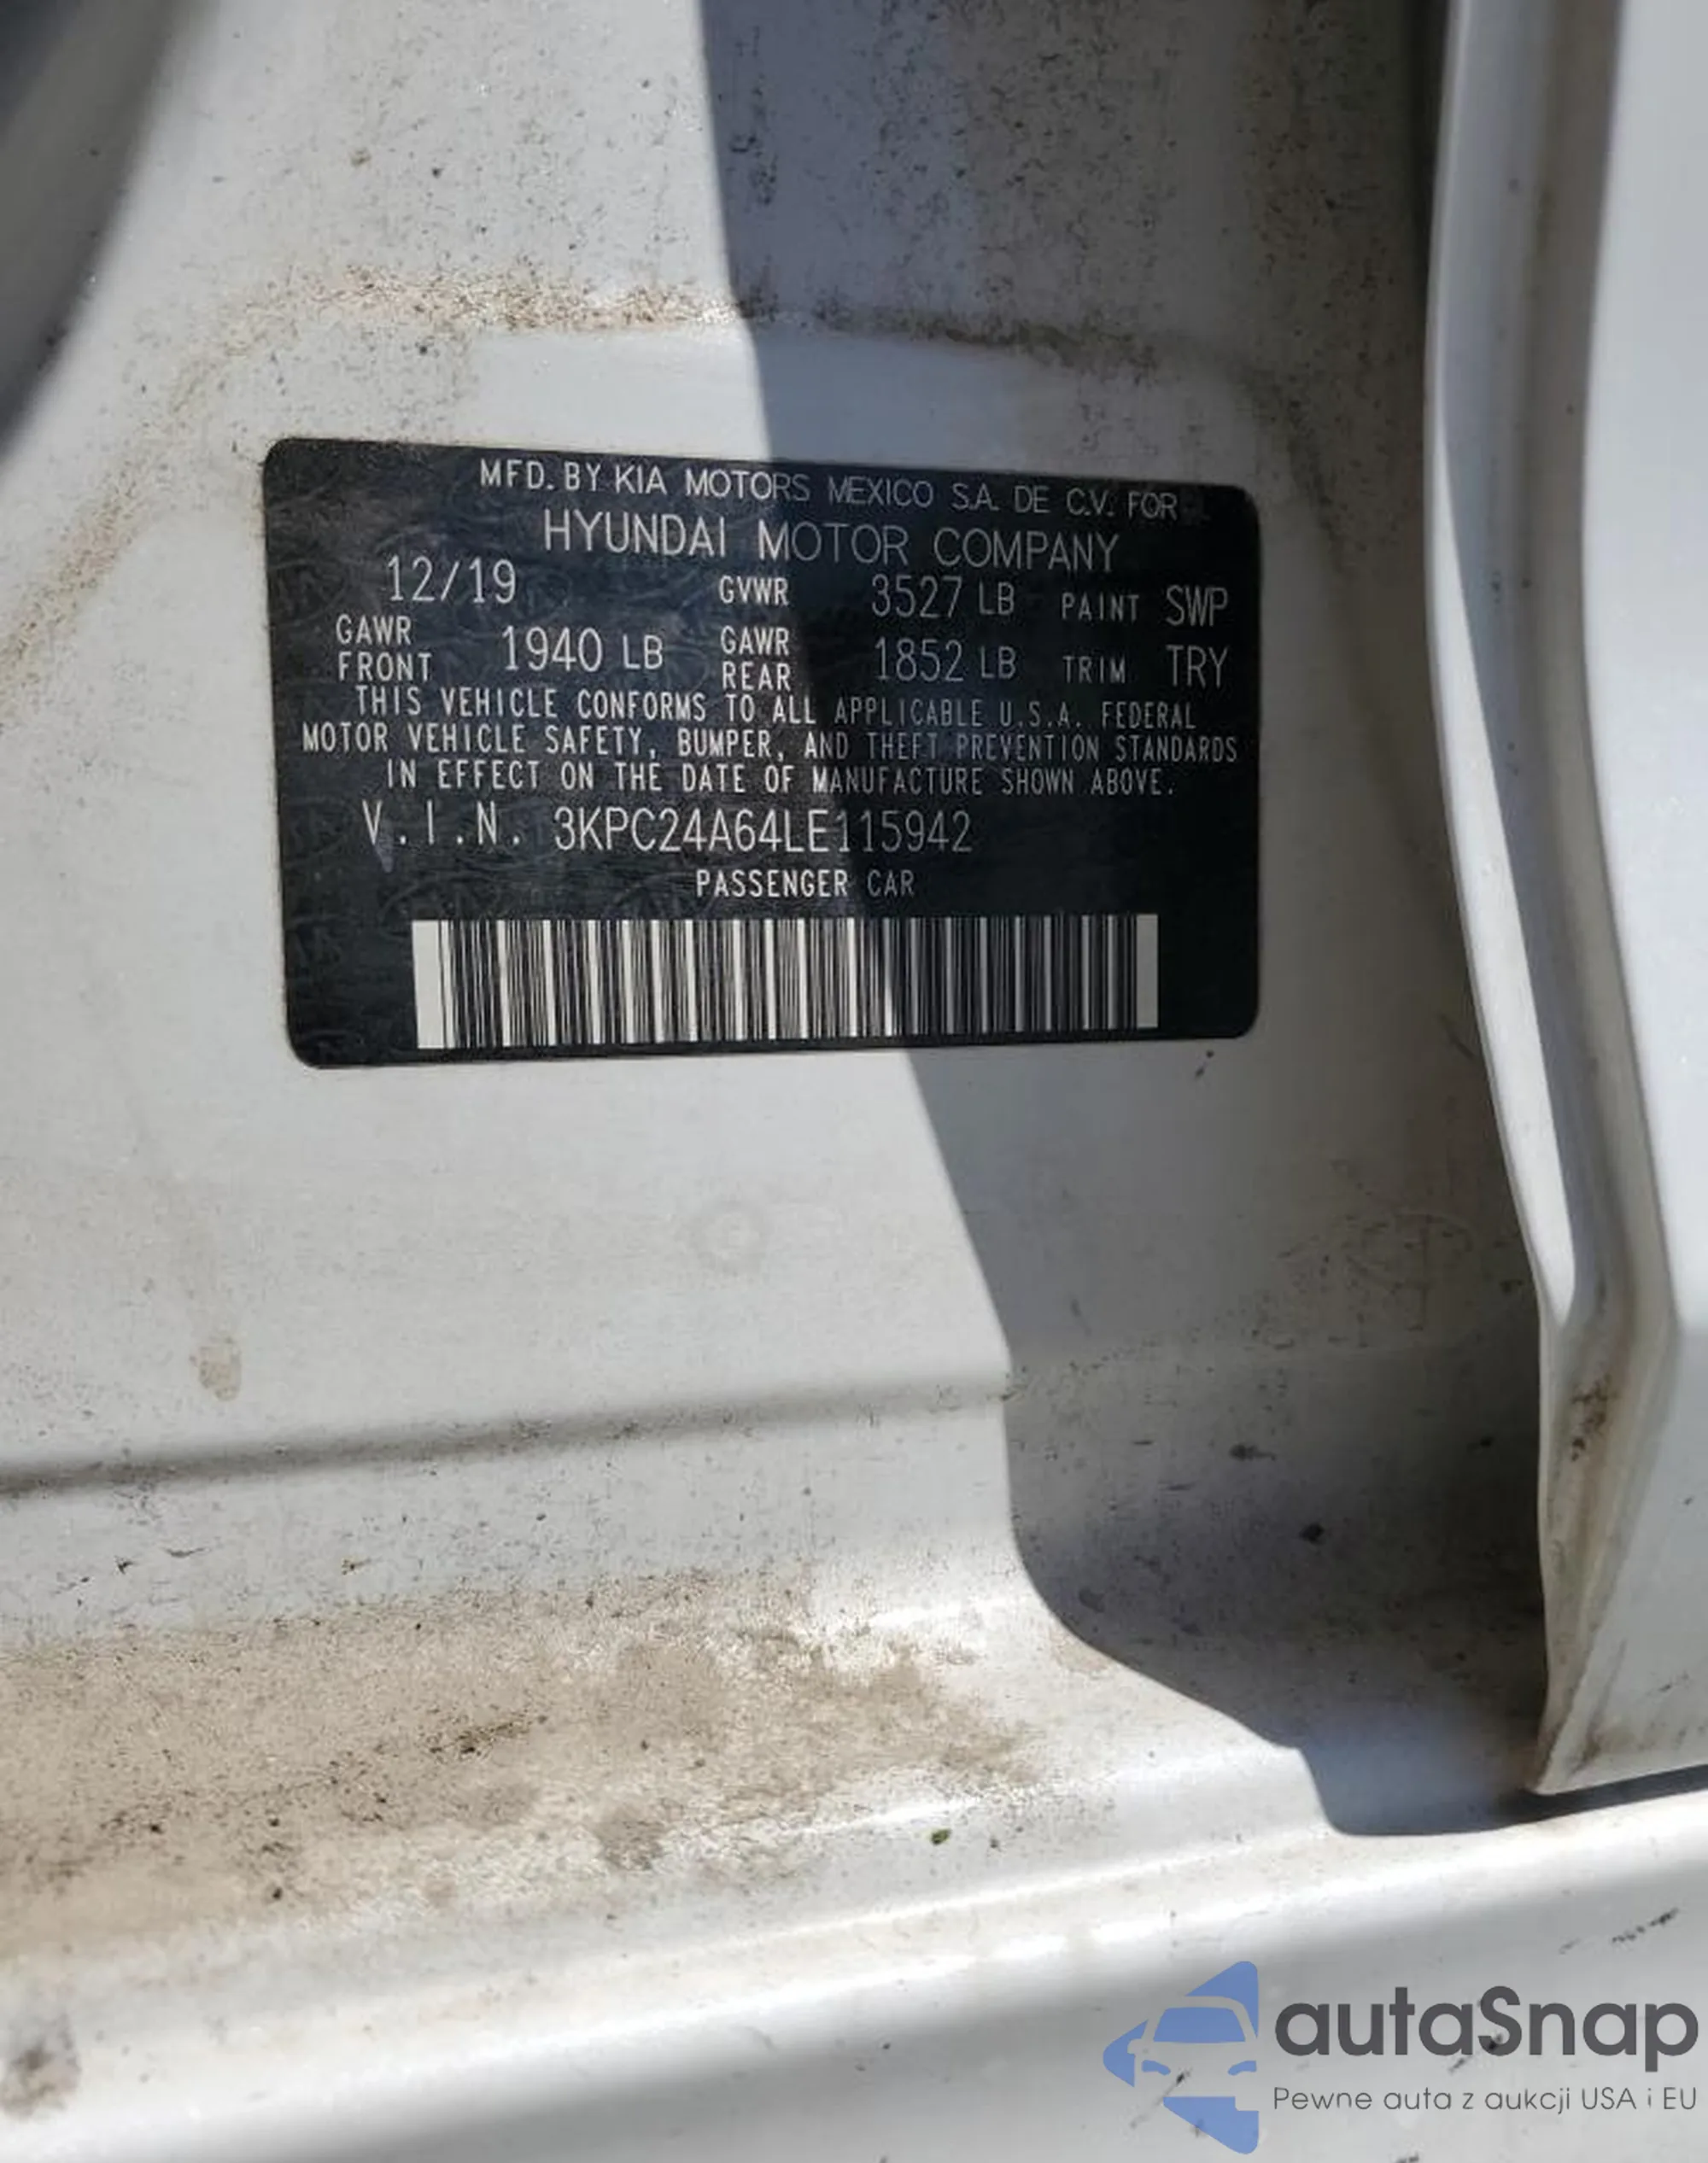 MFD. BY KIA MOTORS MEXICO S.A. DE C.V. FOR
HYUNDAI MOTOR COMPANY
12/19 GVWR 3527 LB PAINT SWP
GAWR FRONT 1940 LB GAWR REAR 1852 LB TRIM TRY
THIS VEHICLE CONFORMS TO ALL APPLICABLE U.S.A. FEDERAL
MOTOR VEHICLE SAFETY, BUMPER, AND THEFT PREVENTION STANDARDS
IN EFFECT ON THE DATE OF MANUFACTURE SHOWN ABOVE.
V.I.N. 3KPC24A64LE115942
PASSENGER CAR
autaSnap
Pewne auta z aukcji USA i EU